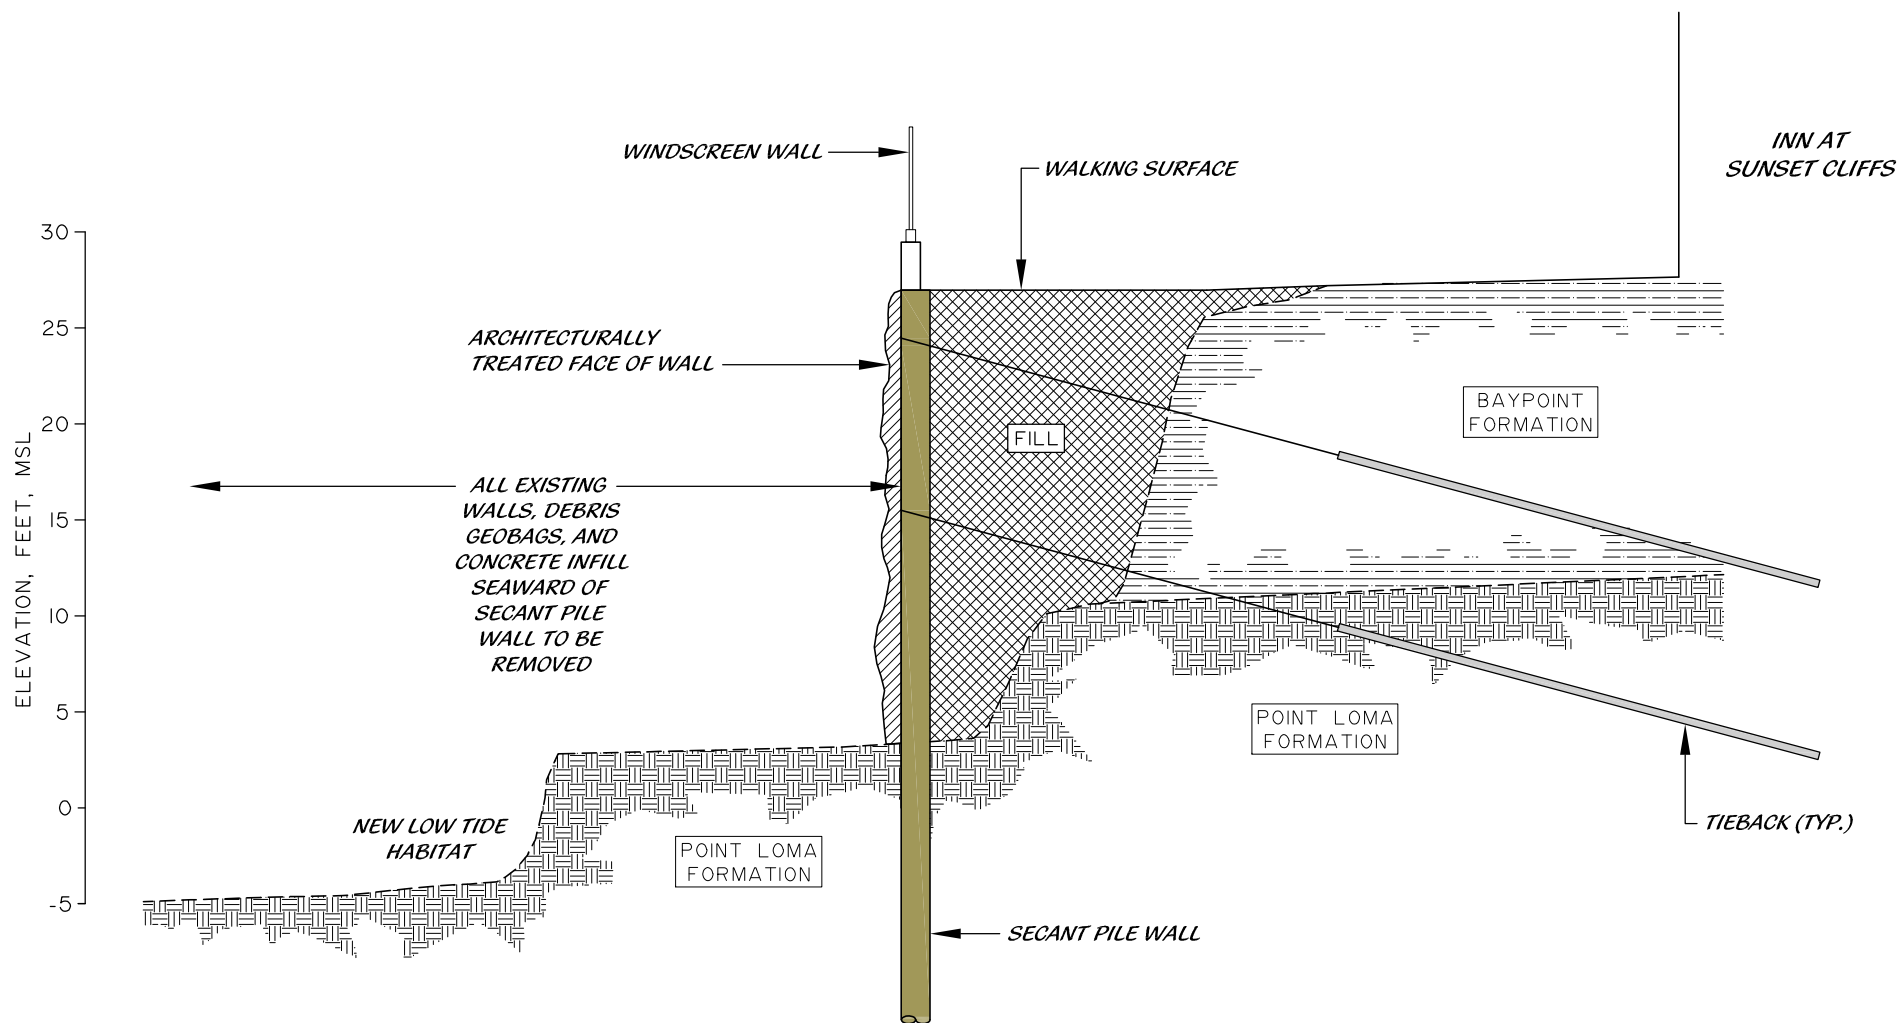 INN AT
SUNSET CLIFFS
WINDSCREEN WALL
WALKING SURFACE
30
25
20
15
10
5
0
-5
ELEVATION, FEET, MSL
ARCHITECTURALLY
TREATED FACE OF WALL
BAYPOINT
FORMATION
FILL
ALL EXISTING
WALLS, DEBRIS
GEOBAGS, AND
CONCRETE INFILL
SEAWARD OF
SECANT PILE
WALL TO BE
REMOVED
POINT LOMA
FORMATION
NEW LOW TIDE
HABITAT
POINT LOMA
FORMATION
TIEBACK (TYP.)
SECANT PILE WALL